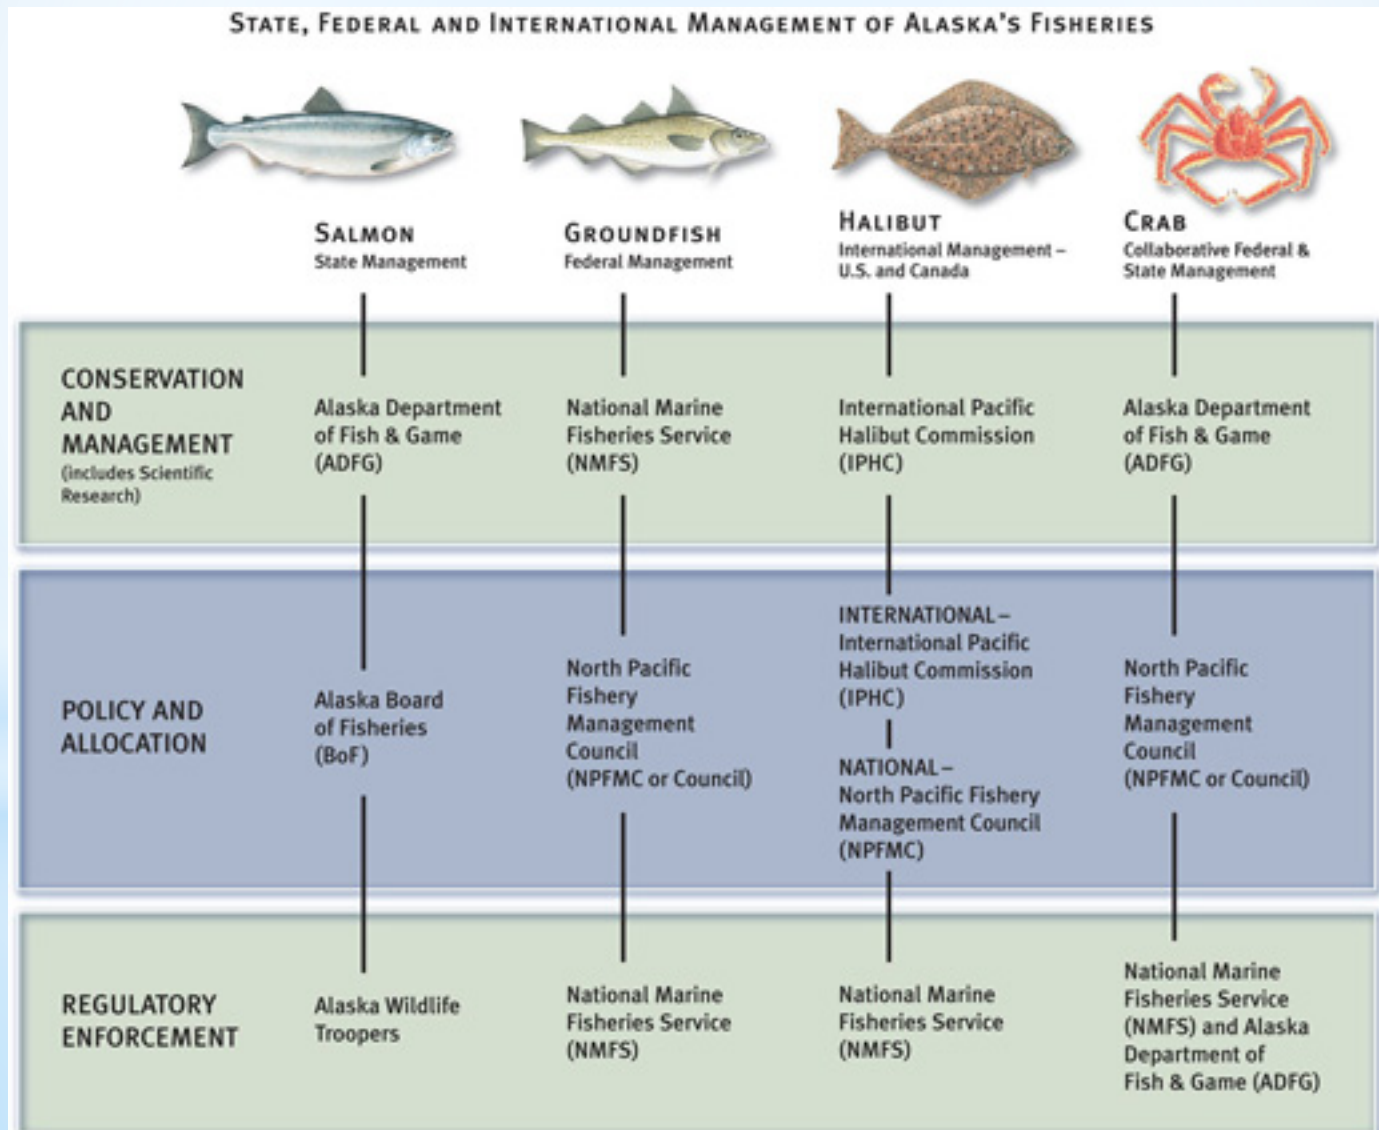 STATE, FEDERAL AND INTERNATIONAL MANAGEMENT OF ALASKA'S FISHERIES
SALMON
State Management
GROUNDFISH
Federal Management
HALIBUT
International Management –
U.S. and Canada
CRAB
Collaborative Federal &
State Management
CONSERVATION
AND
MANAGEMENT
(includes Scientific
Research)
Alaska Department
of Fish & Game
(ADFG)
National Marine
Fisheries Service
(NMFS)
International Pacific
Halibut Commission
(IPHC)
Alaska Department
of Fish & Game
(ADFG)
POLICY AND
ALLOCATION
Alaska Board
of Fisheries
(BoF)
North Pacific
Fishery
Management
Council
(NPFMC or Council)
INTERNATIONAL–
International Pacific
Halibut Commission
(IPHC)
NATIONAL–
North Pacific Fishery
Management Council
(NPFMC)
North Pacific
Fishery
Management
Council
(NPFMC or Council)
REGULATORY
ENFORCEMENT
Alaska Wildlife
Troopers
National Marine
Fisheries Service
(NMFS)
National Marine
Fisheries Service
(NMFS)
National Marine
Fisheries Service
(NMFS) and Alaska
Department of
Fish & Game (ADFG)